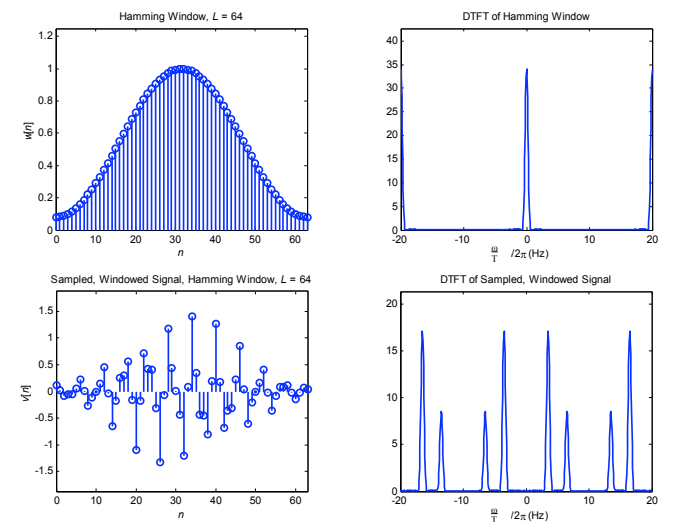 Hamming Window, L = 64
1.2
1
0.8
0.6
0.4
0.2
0
w[n]
0 10 20 30 40 50 60
n
DTFT of Hamming Window
40
35
30
25
20
15
10
5
0
-20 -10 0 10 20
ω/T /2π (Hz)
Sampled, Windowed Signal, Hamming Window, L = 64
1.5
1
0.5
0
-0.5
-1
-1.5
v[n]
0 10 20 30 40 50 60
n
DTFT of Sampled, Windowed Signal
20
15
10
5
0
-20 -10 0 10 20
ω/T /2π (Hz)